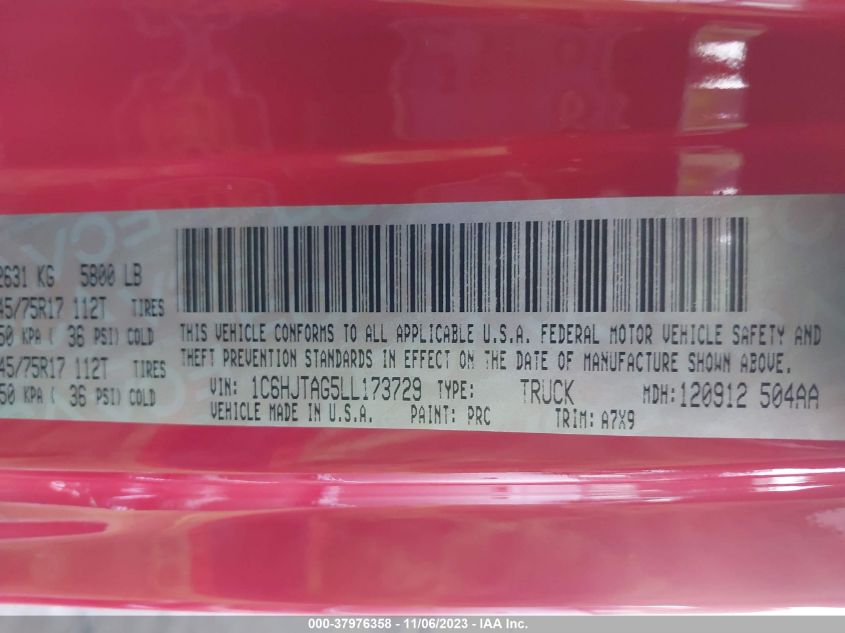 2631 KG 5800 LB
45/75R17 112T TIRES
50 KPA ( 36 PSI) COLD
45/75R17 112T TIRES
50 KPA ( 36 PSI) COLD
THIS VEHICLE CONFORMS TO ALL APPLICABLE U.S.A. FEDERAL MOTOR VEHICLE SAFETY AND
THEFT PREVENTION STANDARDS IN EFFECT ON THE DATE OF MANUFACTURE SHOWN ABOVE.
VIN: 1C6HJTAG5LL173729 TYPE: TRUCK MDH:120912 504AA
VEHICLE MADE IN U.S.A. PAINT: PRC TRIM: A7X9
000-37976358 - 11/06/2023 - IAA Inc.